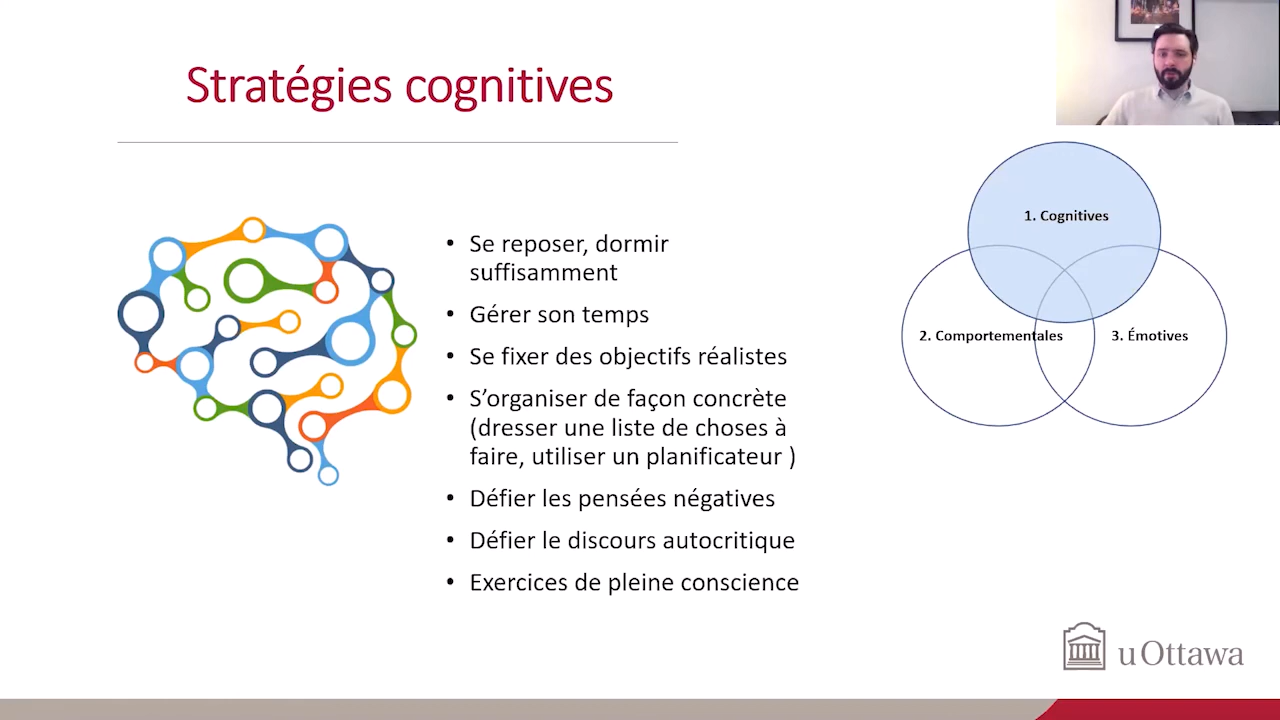 Stratégies cognitives
• Se reposer, dormir
suffisamment
• Gérer son temps
• Se fixer des objectifs réalistes
• S’organiser de façon concrète
(dresser une liste de choses à
faire, utiliser un planificateur )
• Défier les pensées négatives
• Défier le discours autocritique
• Exercices de pleine conscience
1. Cognitives
2. Comportementales
3. Émotives
uOttawa